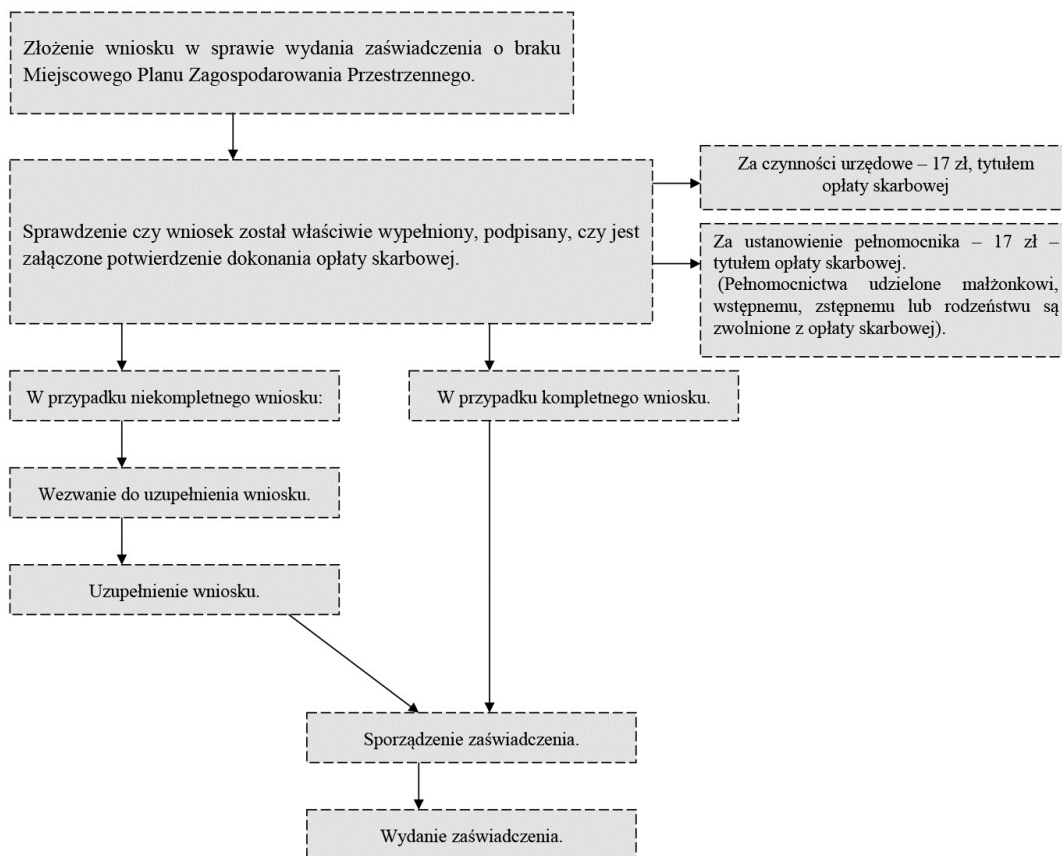 Złożenie wniosku w sprawie wydania zaświadczenia o braku
Miejscowego Planu Zagospodarowania Przestrzennego.
Sprawdzenie czy wniosek został właściwie wypełniony, podpisany, czy jest
załączone potwierdzenie dokonania opłaty skarbowej.
Za czynności urzędowe – 17 zł, tytułem
opłaty skarbowej
Za ustanowienie pełnomocnika – 17 zł –
tytułem opłaty skarbowej.
(Pełnomocnictwa udzielone małżonkowi,
wstępnemu, zstępnemu lub rodzeństwu są
zwolnione z opłaty skarbowej).
W przypadku niekompletnego wniosku:
W przypadku kompletnego wniosku.
Wezwanie do uzupełnienia wniosku.
Uzupełnienie wniosku.
Sporządzenie zaświadczenia.
Wydanie zaświadczenia.